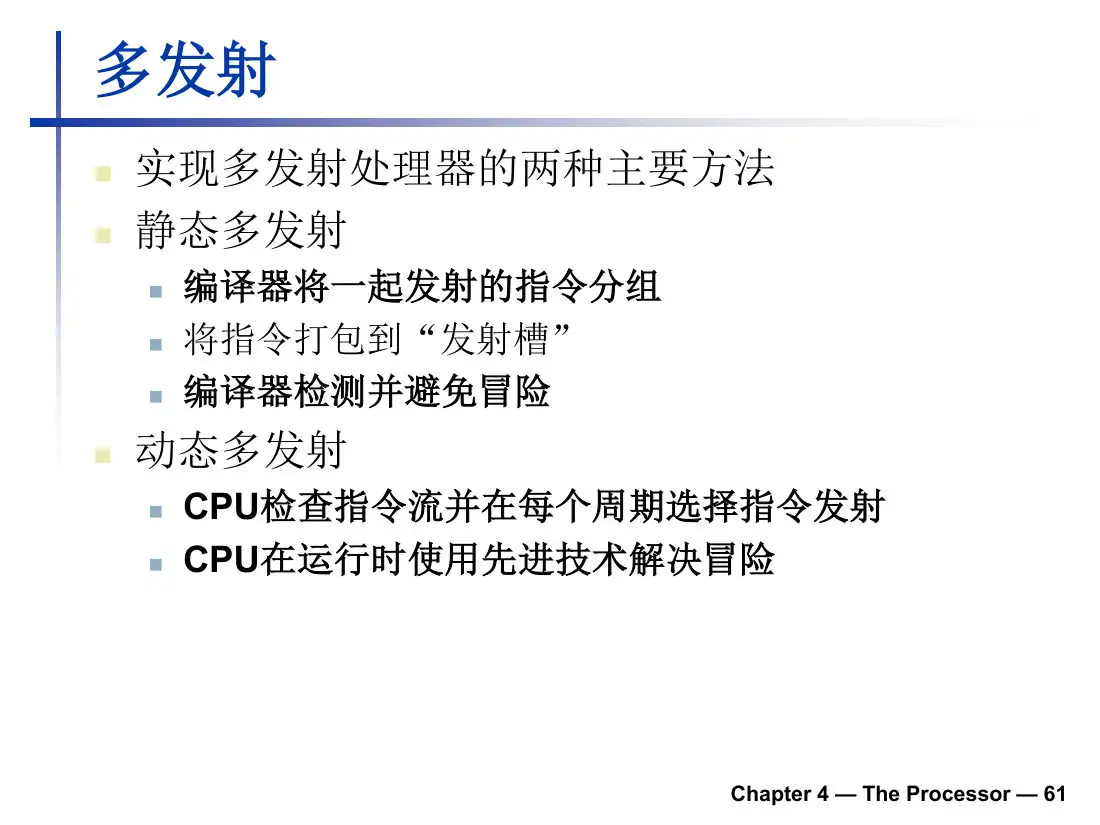 多发射
实现多发射处理器的两种主要方法
静态多发射
编译器将一起发射的指令分组
将指令打包到“发射槽”
编译器检测并避免冒险
动态多发射
CPU检查指令流并在每个周期选择指令发射
CPU在运行时使用先进技术解决冒险
Chapter 4 — The Processor — 61